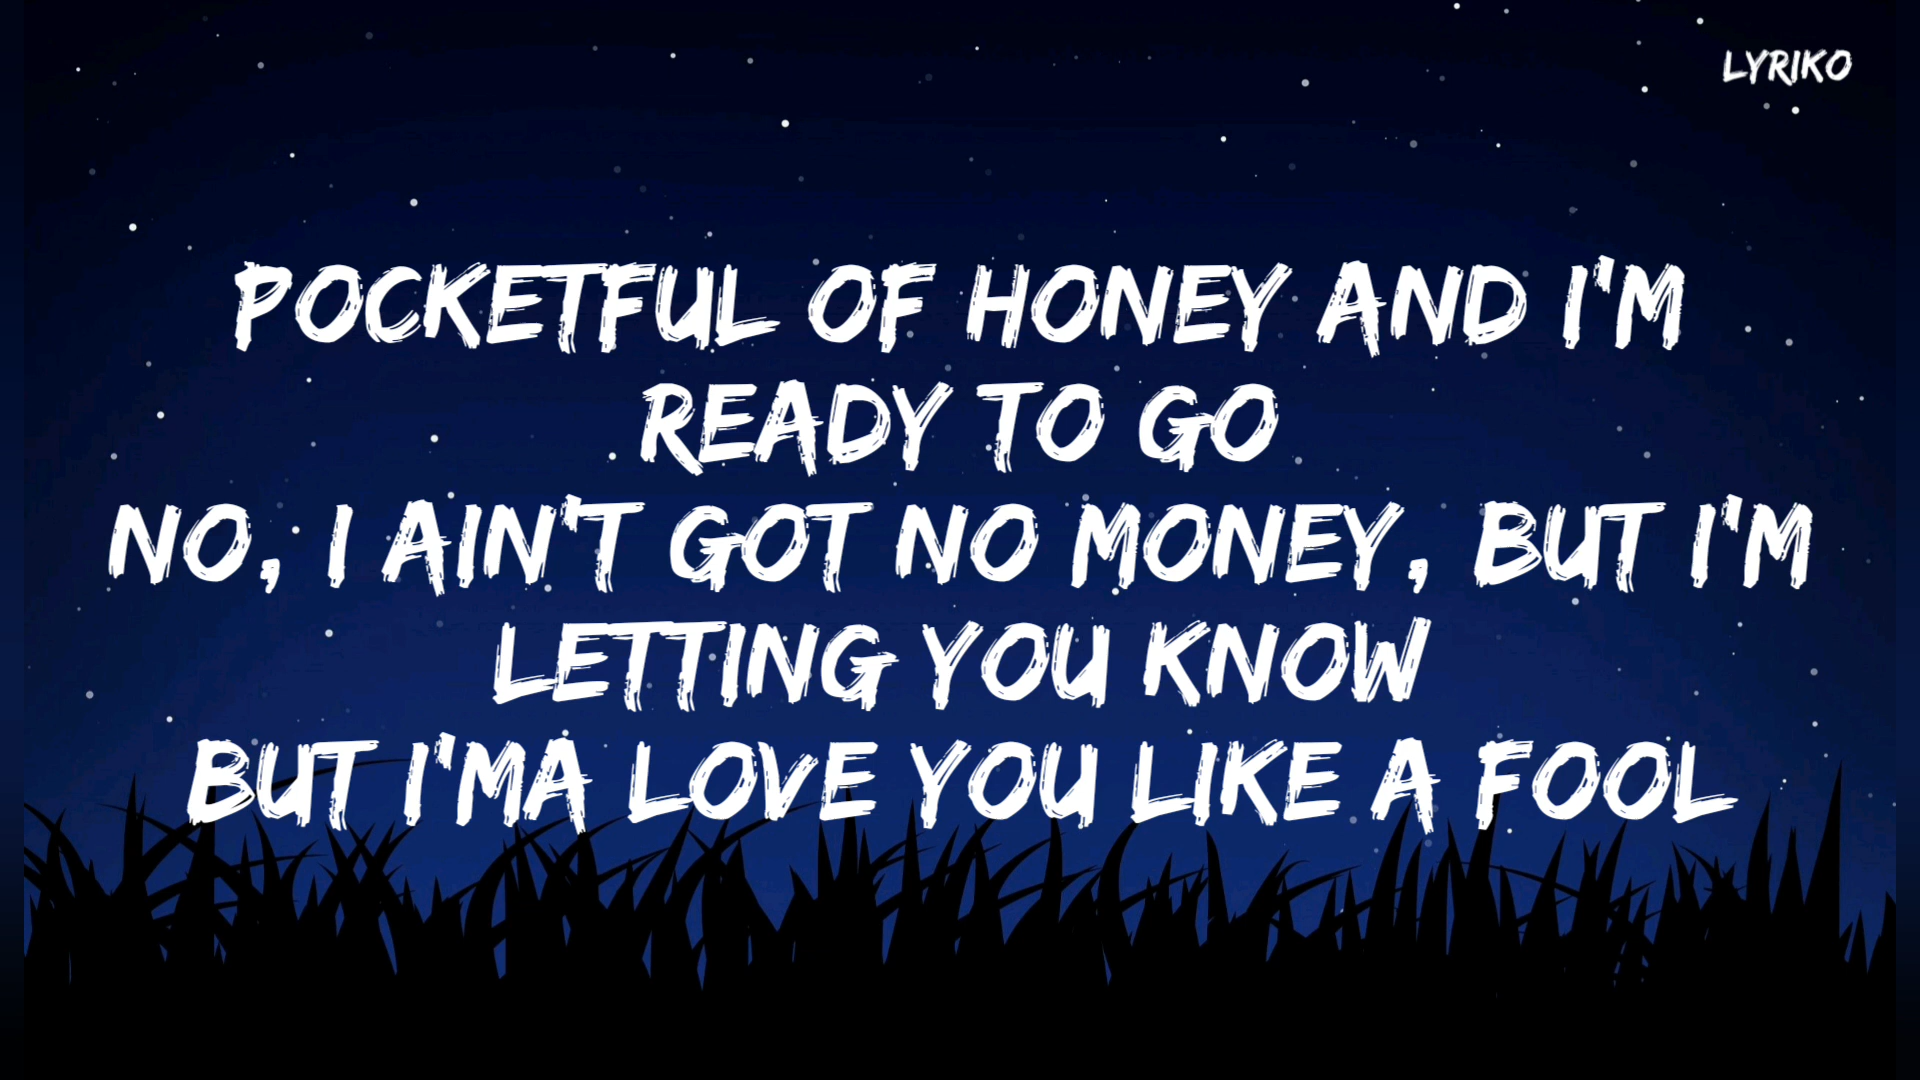 LYRIKO
POCKETFUL OF HONEY AND I'M
READY TO GO
NO, I AIN'T GOT NO MONEY, BUT I'M
LETTING YOU KNOW
BUT I'MA LOVE YOU LIKE A FOOL